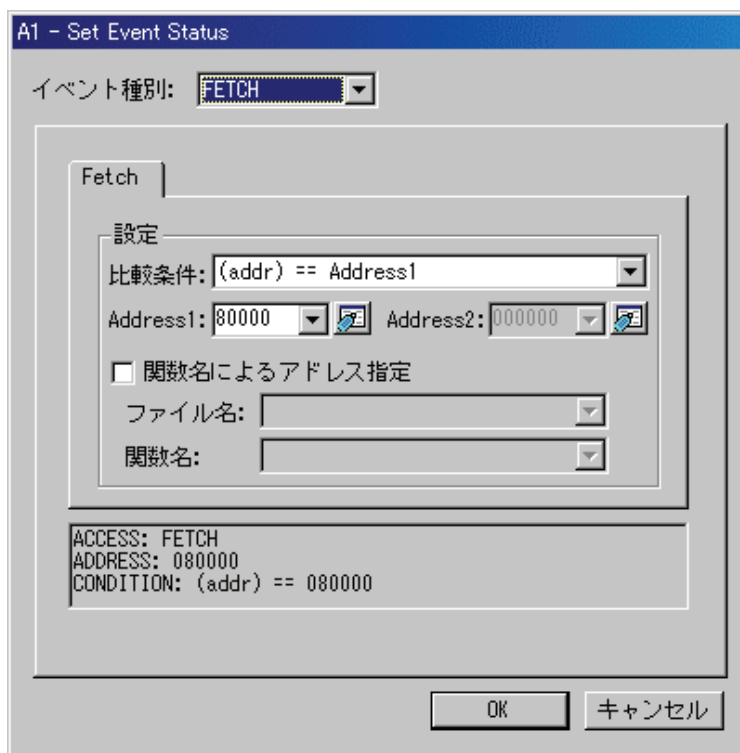 A1 - Set Event Status
イベント種別: FETCH
Fetch
設定
比較条件: (addr) == Address1
Address1: 80000 Address2: 000000
関数名によるアドレス指定
ファイル名:
関数名:
ACCESS: FETCH
ADDRESS: 080000
CONDITION: (addr) == 080000
OK キャンセル